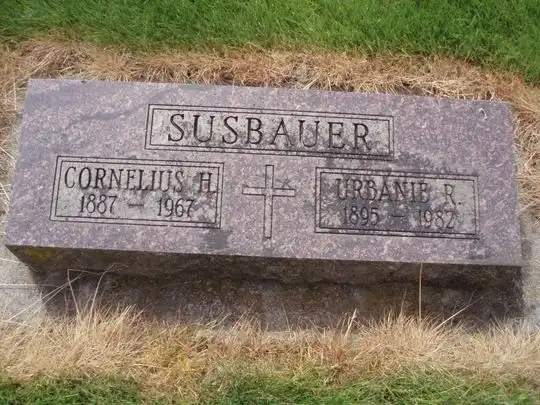 SUSBAUER
CORNELIUS H.
1887 – 1967
URBANIE R.
1895 – 1982